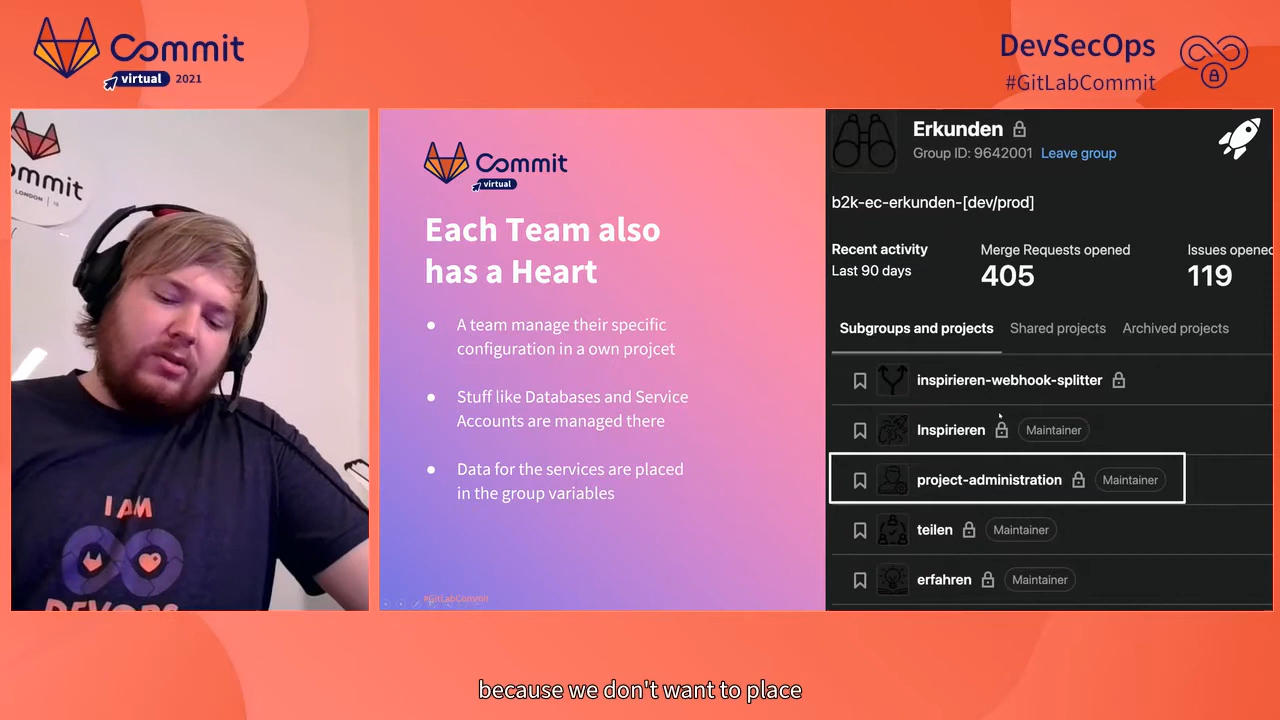 Commit
virtual 2021
DevSecOps
#GitLabCommit
ommit
LONDON
I AM
DEVOPS
Commit
virtual
Each Team also
has a Heart
A team manage their specific
configuration in a own projcet
Stuff like Databases and Service
Accounts are managed there
Data for the services are placed
in the group variables
#GitLabCommit
Erkunden
Group ID: 9642001 Leave group
b2k-ec-erkunden-[dev/prod]
Recent activity Merge Requests opened Issues opened
Last 90 days 405 119
Subgroups and projects Shared projects Archived projects
inspirieren-webhook-splitter
Inspirieren Maintainer
project-administration Maintainer
teilen Maintainer
erfahren Maintainer
because we don't want to place